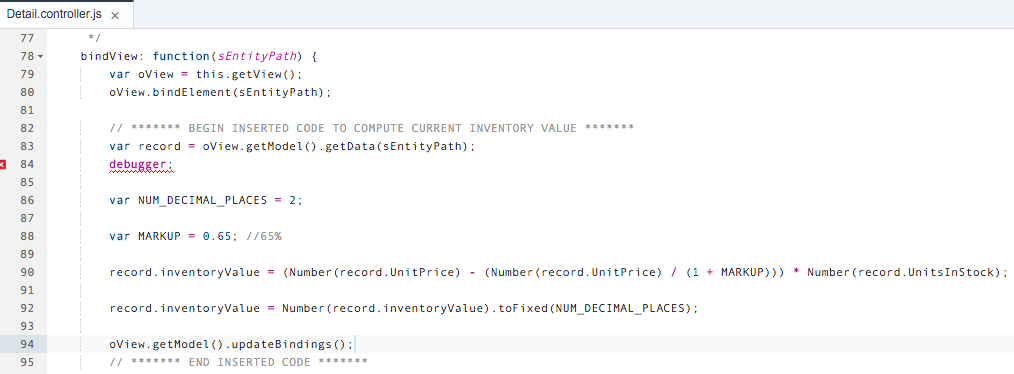 Detail.controller.js ×
77 */
78 bindView: function(sEntityPath) {
79 var oView = this.getView();
80 oView.bindElement(sEntityPath);
81
82 // ******* BEGIN INSERTED CODE TO COMPUTE CURRENT INVENTORY VALUE *******
83 var record = oView.getModel().getData(sEntityPath);
84 debugger;
85
86 var NUM_DECIMAL_PLACES = 2;
87
88 var MARKUP = 0.65; //65%
89
90 record.inventoryValue = (Number(record.UnitPrice) - (Number(record.UnitPrice) / (1 + MARKUP))) * Number(record.UnitsInStock);
91
92 record.inventoryValue = Number(record.inventoryValue).toFixed(NUM_DECIMAL_PLACES);
93
94 oView.getModel().updateBindings();
95 // ******* END INSERTED CODE *******